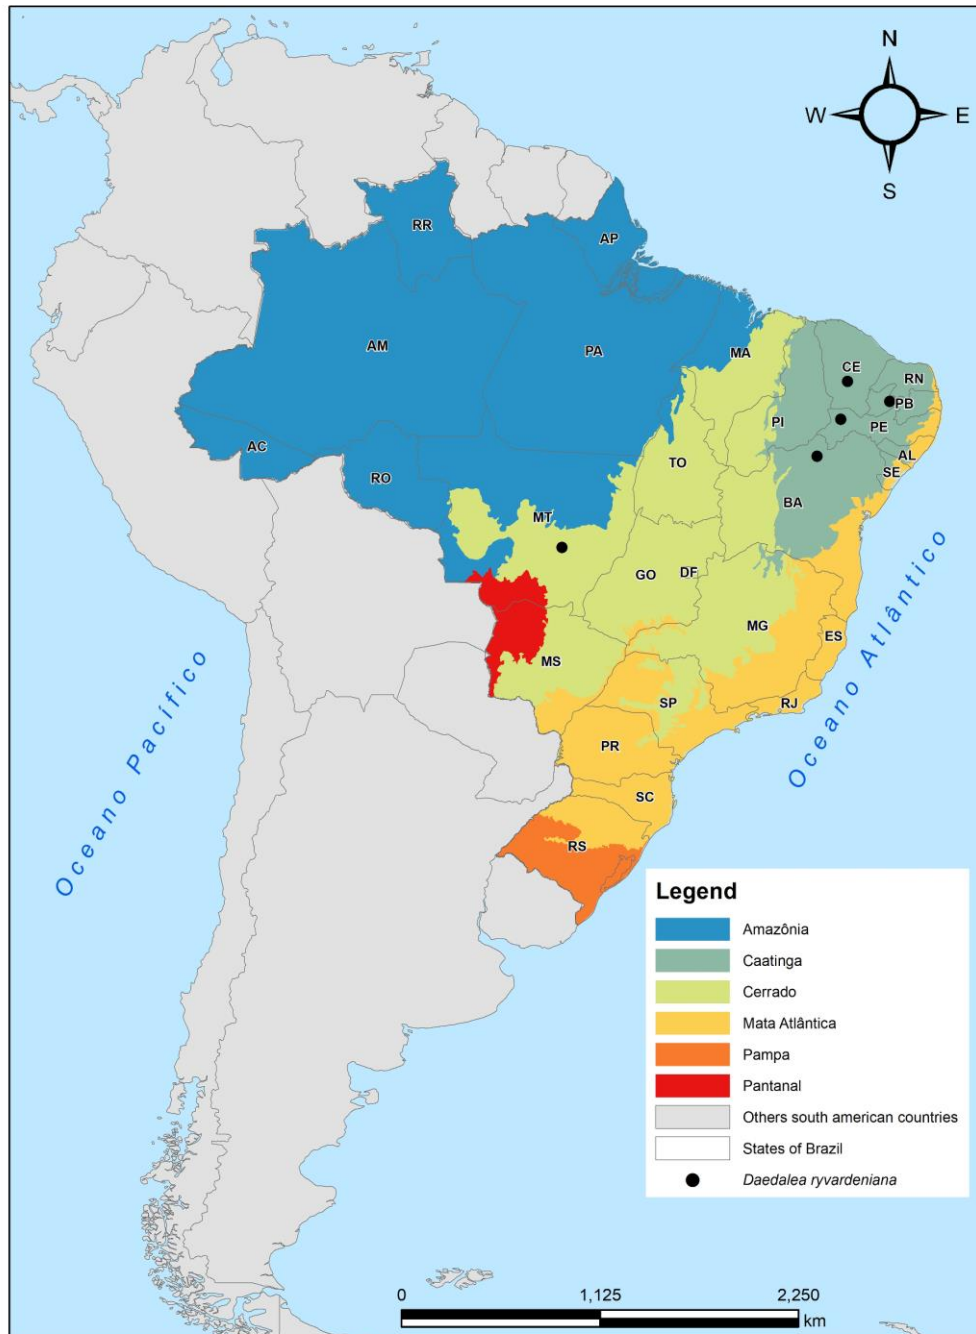 N
W E
S
RR
AP
AM
PA
MA
CE
RN
PB
PI
PE
AC
TO
AL
SE
RO
BA
MT
GO
DF
MG
ES
MS
SP
RJ
PR
SC
RS
Oceano Pacífico
Oceano Atlântico
Legend
Amazônia
Caatinga
Cerrado
Mata Atlântica
Pampa
Pantanal
Others south american countries
States of Brazil
Daedalea ryvardeniana
0 1,125 2,250
km